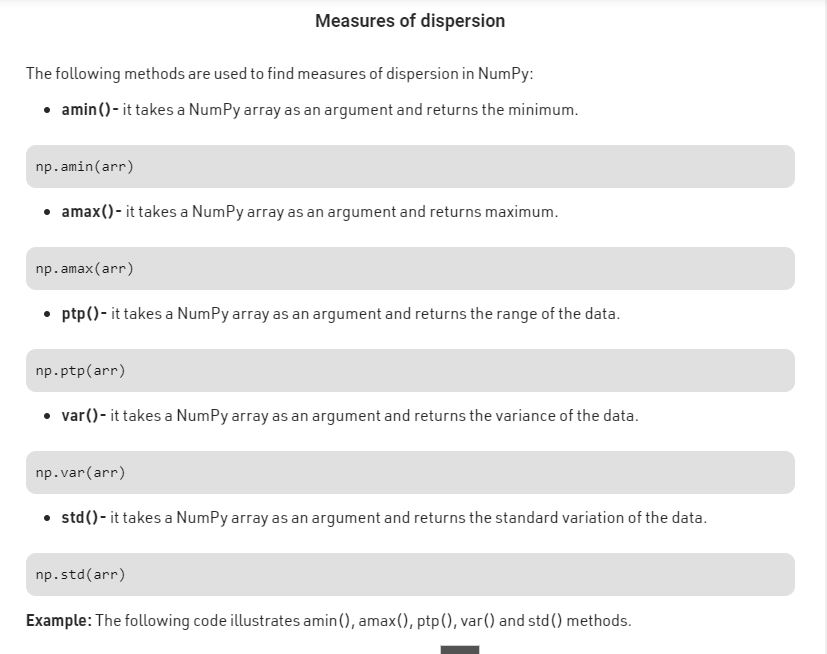 Measures of dispersion
The following methods are used to find measures of dispersion in NumPy:
• amin()- it takes a NumPy array as an argument and returns the minimum.
np.amin(arr)
• amax()- it takes a NumPy array as an argument and returns maximum.
np.amax(arr)
• ptp()- it takes a NumPy array as an argument and returns the range of the data.
np.ptp(arr)
• var()- it takes a NumPy array as an argument and returns the variance of the data.
np.var(arr)
• std()- it takes a NumPy array as an argument and returns the standard variation of the data.
np.std(arr)
Example: The following code illustrates amin(), amax(), ptp(), var() and std() methods.